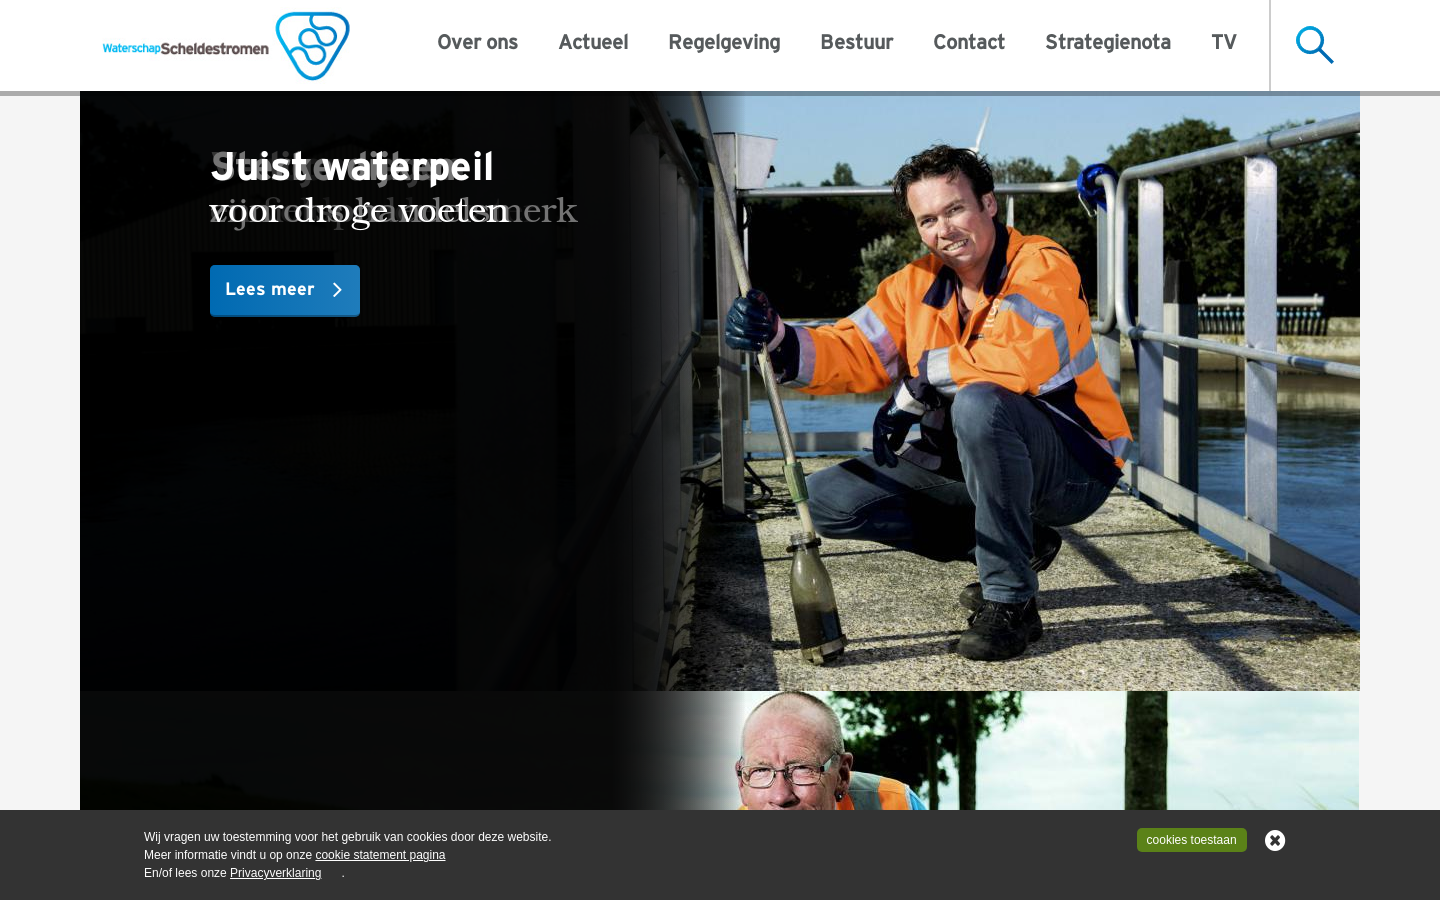 WaterschapScheldestromen
Over ons Actueel Regelgeving Bestuur Contact Strategienota TV
Juist waterpeil
voor droge voeten
Lees meer
Wij vragen uw toestemming voor het gebruik van cookies door deze website.
Meer informatie vindt u op onze cookie statement pagina
En/of lees onze Privacyverklaring .
cookies toestaan